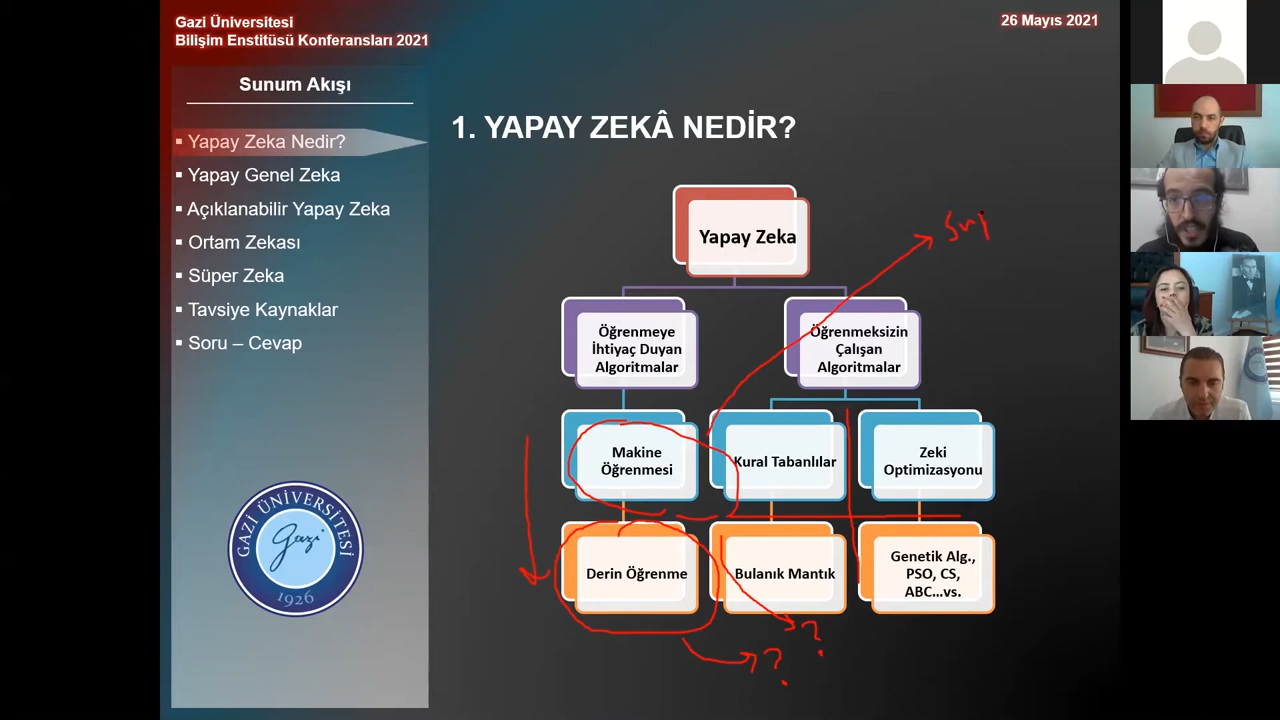 Gazi Üniversitesi
Bilişim Enstitüsü Konferansları 2021
26 Mayıs 2021
Sunum Akışı
▪ Yapay Zeka Nedir?
▪ Yapay Genel Zeka
▪ Açıklanabilir Yapay Zeka
▪ Ortam Zekası
▪ Süper Zeka
▪ Tavsiye Kaynaklar
▪ Soru – Cevap
GAZİ ÜNİVERSİTESİ
Gazi
1926
1. YAPAY ZEKÂ NEDİR?
Yapay Zeka
Öğrenmeye
İhtiyaç Duyan
Algoritmalar
Öğrenmeksizin
Çalışan
Algoritmalar
Makine
Öğrenmesi
Kural Tabanlılar
Zeki
Optimizasyonu
Derin Öğrenme
Bulanık Mantık
Genetik Alg.,
PSO, CS,
ABC...vs.
?
?